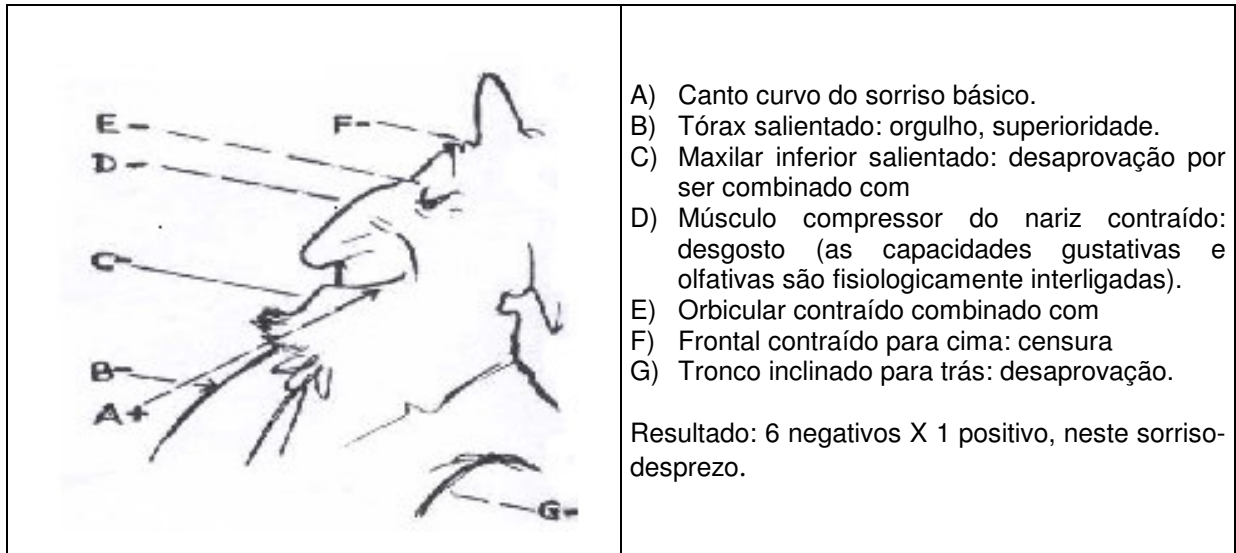 E -
F-
D -
C-
B-
A+
G-
A) Canto curvo do sorriso básico.
B) Tórax salientado: orgulho, superioridade.
C) Maxilar inferior salientado: desaprovação por
ser combinado com
D) Músculo compressor do nariz contraído:
desgosto (as capacidades gustativas e
olfativas são fisiologicamente interligadas).
E) Orbicular contraído combinado com
F) Frontal contraído para cima: censura
G) Tronco inclinado para trás: desaprovação.
Resultado: 6 negativos X 1 positivo, neste sorriso-
desprezo.